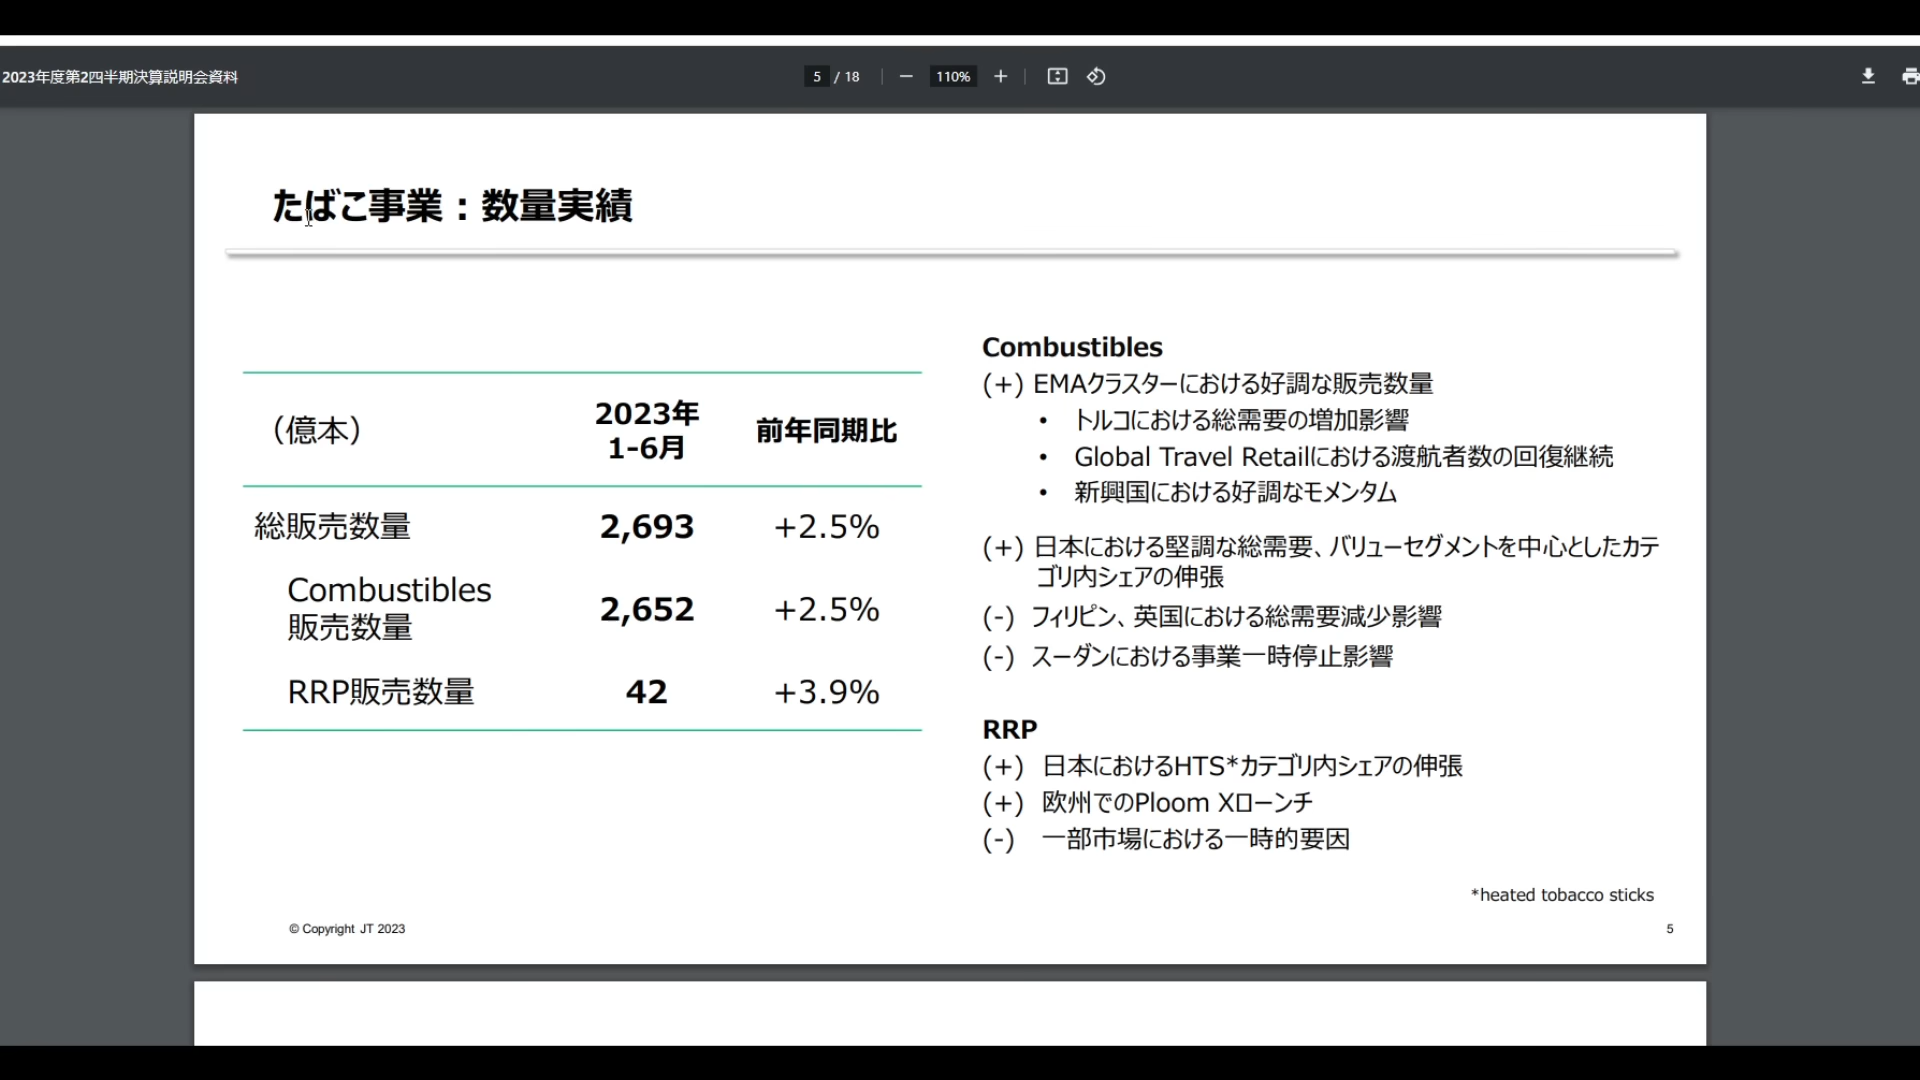 2023年度第2四半期決算説明会資料
5 / 18
110%
たばこ事業：数量実績
（億本）
2023年
1-6月
前年同期比
総販売数量
2,693
+2.5%
Combustibles
販売数量
2,652
+2.5%
RRP販売数量
42
+3.9%
Combustibles
(+) EMAクラスターにおける好調な販売数量
• トルコにおける総需要の増加影響
• Global Travel Retailにおける渡航者数の回復継続
• 新興国における好調なモメンタム
(+) 日本における堅調な総需要、バリューセグメントを中心としたカテ
ゴリ内シェアの伸張
(-) フィリピン、英国における総需要減少影響
(-) スーダンにおける事業一時停止影響
RRP
(+) 日本におけるHTS*カテゴリ内シェアの伸張
(+) 欧州でのPloom Xローンチ
(-) 一部市場における一時的要因
*heated tobacco sticks
© Copyright JT 2023
5